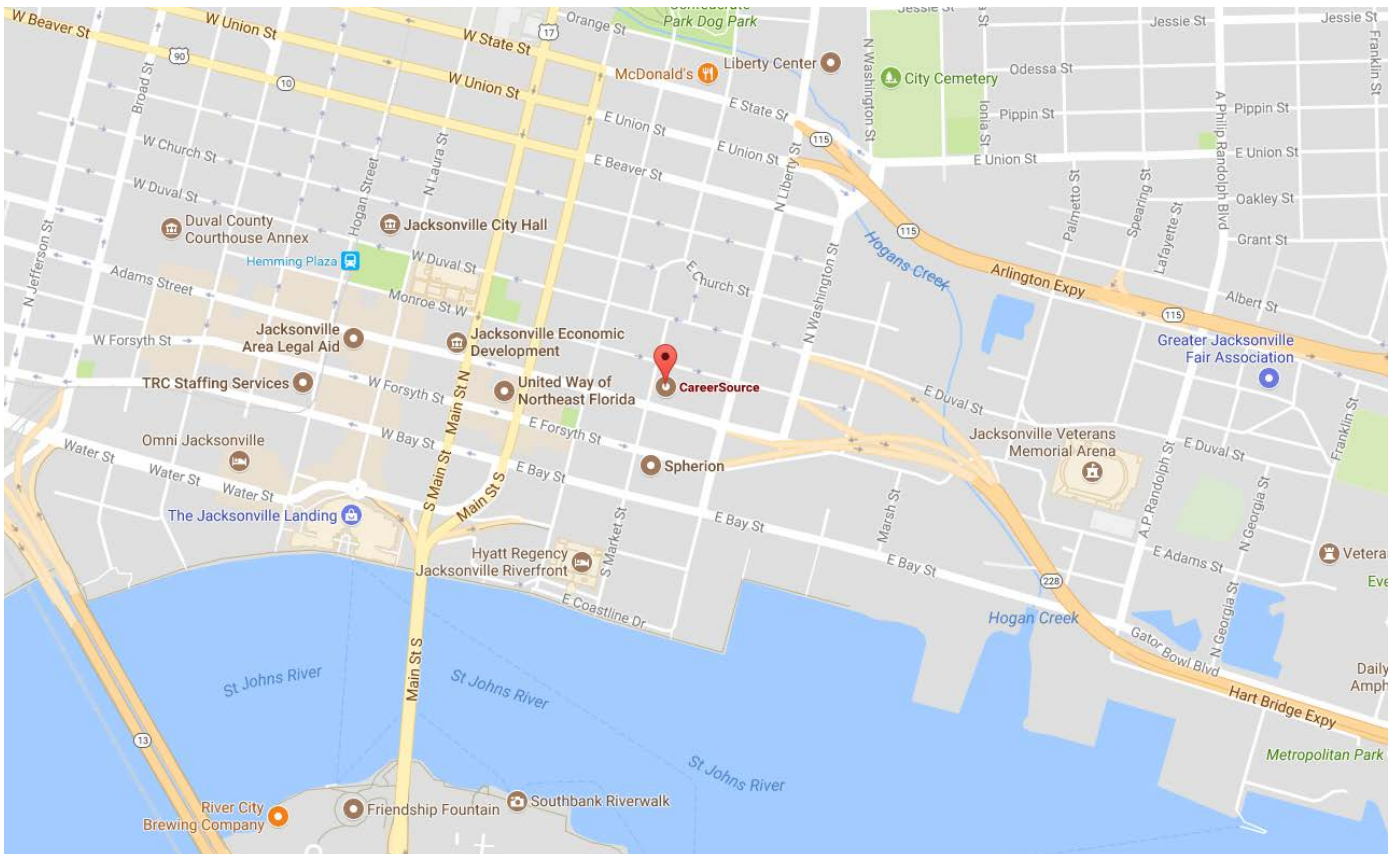 W Beaver St
W Union St
W State St
17
Orange St
Confederate
Park Dog Park
Jessie St
Jessie St
Jessie St
90
10
Broad St
W Union St
McDonald's
Liberty Center
N Washington St
City Cemetery
Ionia St
Odessa St
Pippin St
Pippin St
A Philip Randolph Blvd
Franklin St
E State St
E Union St
115
E Union St
E Union St
E Union St
W Church St
N Laura St
Hogan Street
E Beaver St
N Liberty St
W Duval St
Palmetto St
Spearing St
Lafayette St
Oakley St
Grant St
Duval County
Courthouse Annex
Jacksonville City Hall
Hemming Plaza
W Duval St
E Church St
115
Hogans Creek
Arlington Expy
Albert St
115
N Jefferson St
Adams Street
Monroe St W
N Washington St
W Forsyth St
Jacksonville
Area Legal Aid
Jacksonville Economic
Development
Greater Jacksonville
Fair Association
TRC Staffing Services
W Forsyth St
Main St N
United Way of
Northeast Florida
CareerSource
E Duval St
E Duval St
Franklin St
Omni Jacksonville
W Bay St
E Forsyth St
Spherion
Jacksonville Veterans
Memorial Arena
Water St
Water St
Water St
S Main St
Main St S
E Bay St
The Jacksonville Landing
E Bay St
Marsh St
A.P. Randolph St
N Georgia St
Hyatt Regency
Jacksonville Riverfront
S Market St
E Bay St
E Adams St
Veteran
Eve
228
E Coastline Dr
Hogan Creek
Gator Bowl Blvd
N Georgia St
St Johns River
St Johns River
Main St S
Daily
Amph
Hart Bridge Expy
13
St Johns River
Metropolitan Park
River City
Brewing Company
Friendship Fountain
Southbank Riverwalk